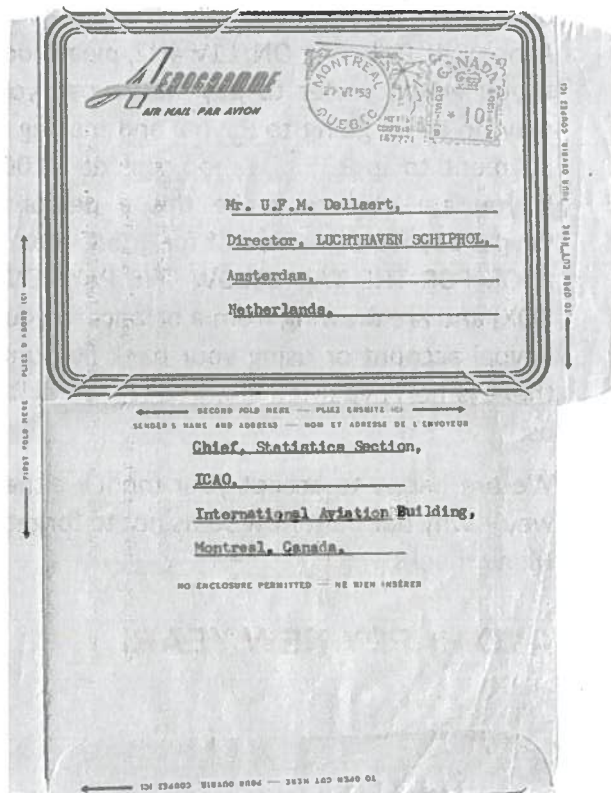 AEROGRAMME
AIR MAIL PAR AVION
MONTREAL
QUEBEC
CANADA
10
Mr. U.F.M. Dellaert,
Director, LUCHTHAVEN SCHIPHOL,
Amsterdam,
Netherlands.
TO OPEN CUT HERE — POUR OUVRIR COUPEZ ICI
FIRST FOLD HERE — PLIEZ D ABORD ICI
SECOND FOLD HERE — PLIEZ ENSUITE ICI
SENDER'S NAME AND ADDRESS — NOM ET ADRESSE DE L'ENVOYEUR
Chief, Statistics Section,
ICAO,
International Aviation Building,
Montreal, Canada.
NO ENCLOSURE PERMITTED — NE RIEN INSÉRER
TO OPEN CUT HERE — POUR OUVRIR COUPEZ ICI